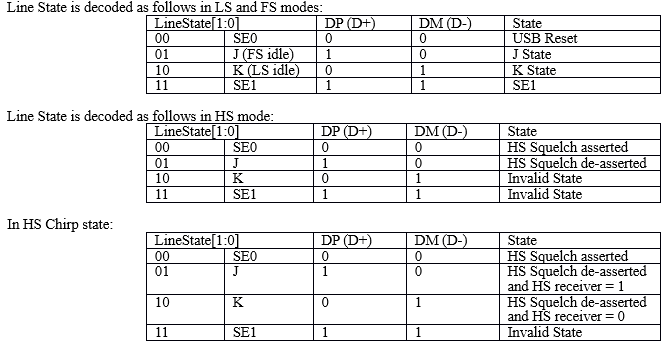 Line State is decoded as follows in LS and FS modes:
LineState[1:0] DP (D+) DM (D-) State
00 SE0 0 0 USB Reset
01 J (FS idle) 1 0 J State
10 K (LS idle) 0 1 K State
11 SE1 1 1 SE1
Line State is decoded as follows in HS mode:
LineState[1:0] DP (D+) DM (D-) State
00 SE0 0 0 HS Squelch asserted
01 J 1 0 HS Squelch de-asserted
10 K 0 1 Invalid State
11 SE1 1 1 Invalid State
In HS Chirp state:
LineState[1:0] DP (D+) DM (D-) State
00 SE0 0 0 HS Squelch asserted
01 J 1 0 HS Squelch de-asserted
and HS receiver = 1
10 K 0 1 HS Squelch de-asserted
and HS receiver = 0
11 SE1 1 1 Invalid State